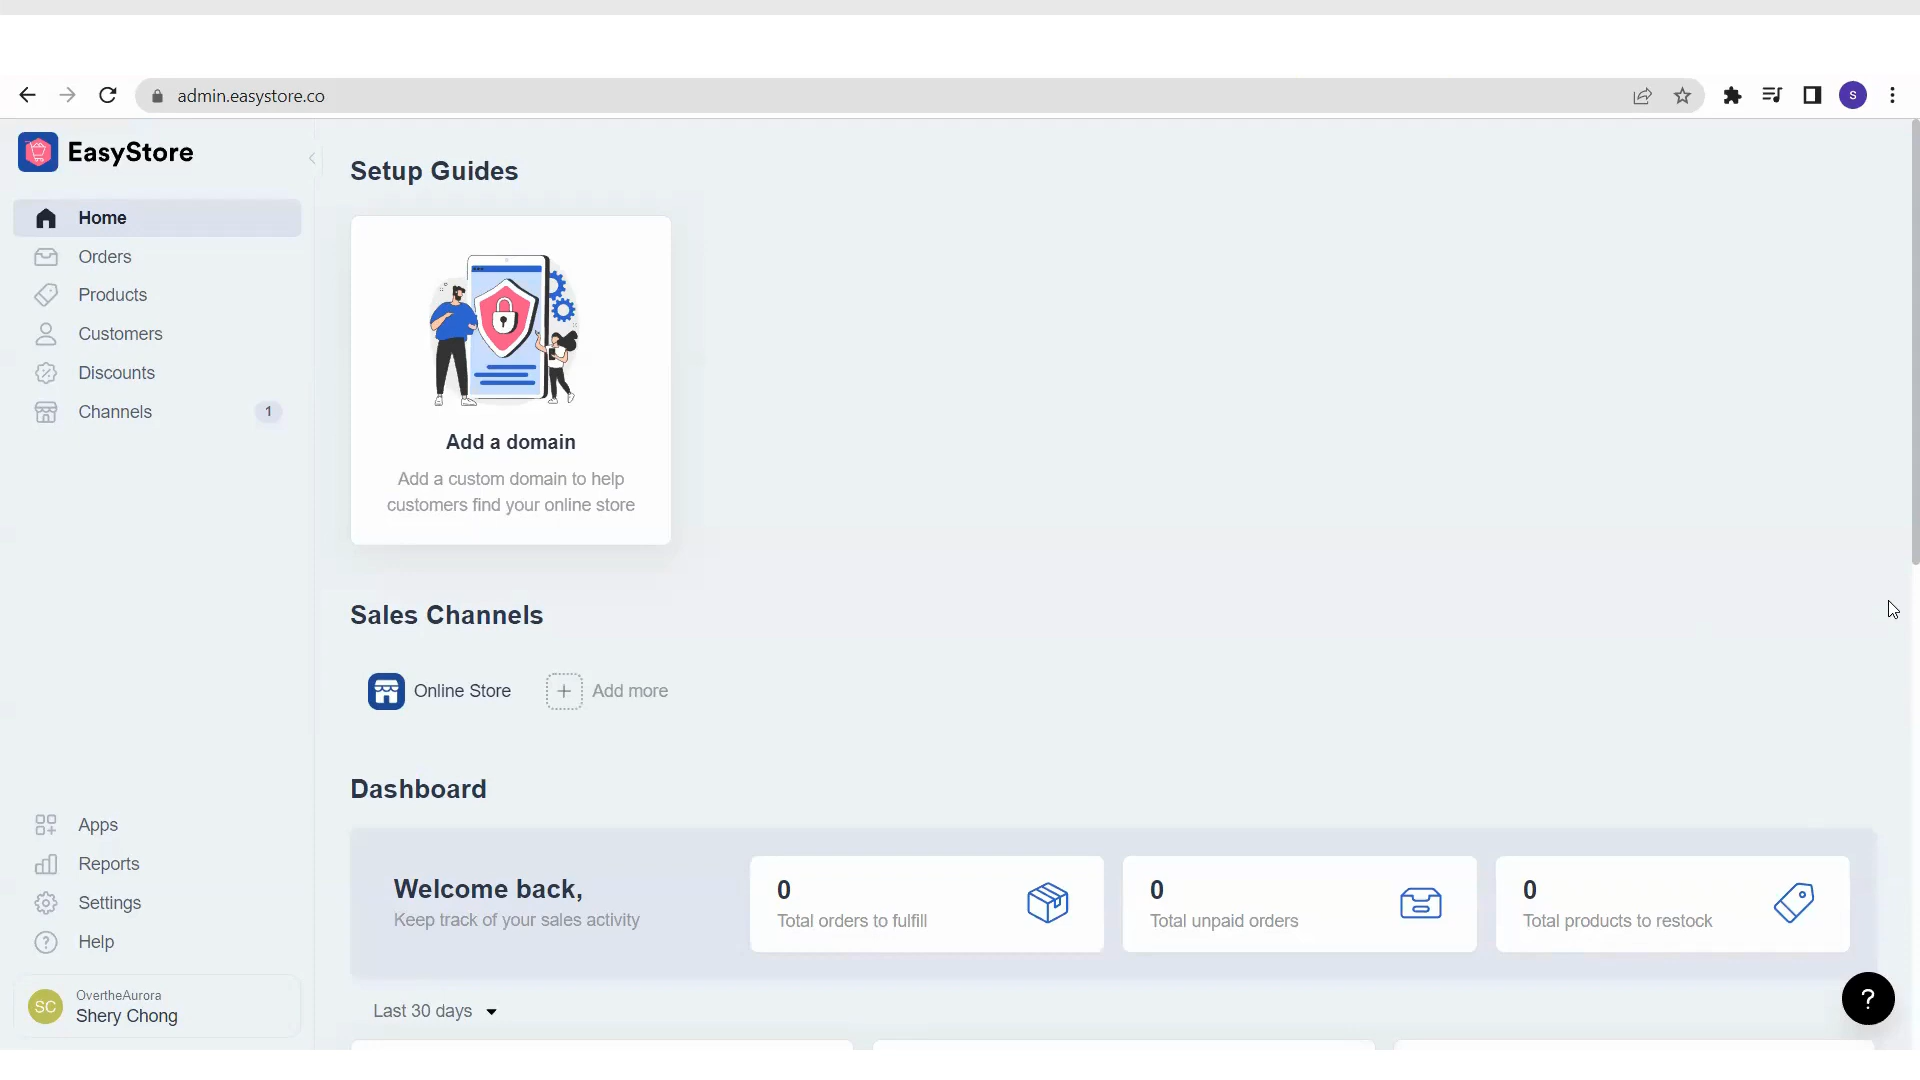 admin.easystore.co
S
EasyStore
Home
Orders
Products
Customers
Discounts
Channels 1
Apps
Reports
Settings
Help
SC
OvertheAurora
Shery Chong
Setup Guides
Add a domain
Add a custom domain to help
customers find your online store
Sales Channels
Online Store
Add more
Dashboard
Welcome back,
Keep track of your sales activity
0
Total orders to fulfill
0
Total unpaid orders
0
Total products to restock
Last 30 days
?